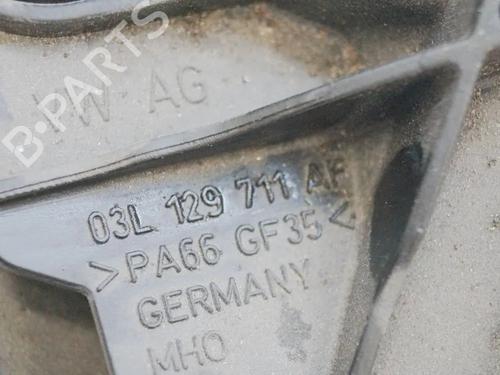 B-PARTS
VW AG
03L 129 711 AF
>PA66 GF35<
GERMANY
MHO